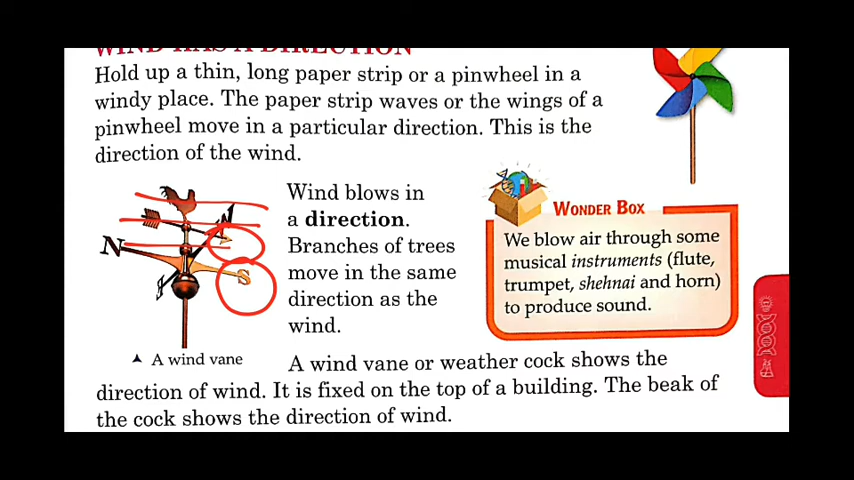 WIND HAS A DIRECTION
Hold up a thin, long paper strip or a pinwheel in a
windy place. The paper strip waves or the wings of a
pinwheel move in a particular direction. This is the
direction of the wind.
Wind blows in
a direction.
Branches of trees
move in the same
direction as the
wind.
N
S
▲ A wind vane
WONDER BOX
We blow air through some
musical instruments (flute,
trumpet, shehnai and horn)
to produce sound.
A wind vane or weather cock shows the
direction of wind. It is fixed on the top of a building. The beak of
the cock shows the direction of wind.